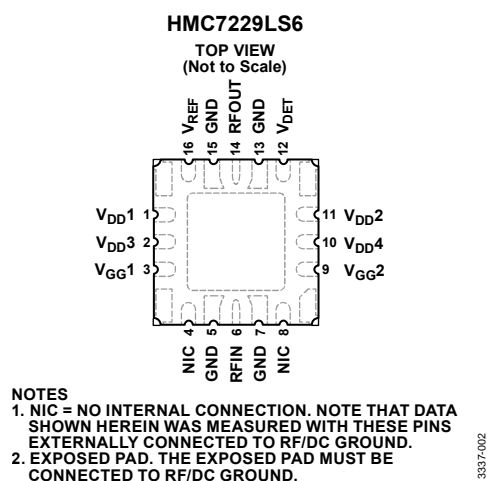 HMC7229LS6
TOP VIEW
(Not to Scale)
16 VREF
15 GND
14 RFOUT
13 GND
12 VDET
VDD1 1
VDD3 2
VGG1 3
11 VDD2
10 VDD4
9 VGG2
NIC 4
GND 5
RFIN 6
GND 7
NIC 8
NOTES
1. NIC = NO INTERNAL CONNECTION. NOTE THAT DATA
SHOWN HEREIN WAS MEASURED WITH THESE PINS
EXTERNALLY CONNECTED TO RF/DC GROUND.
2. EXPOSED PAD. THE EXPOSED PAD MUST BE
CONNECTED TO RF/DC GROUND.
3337-002